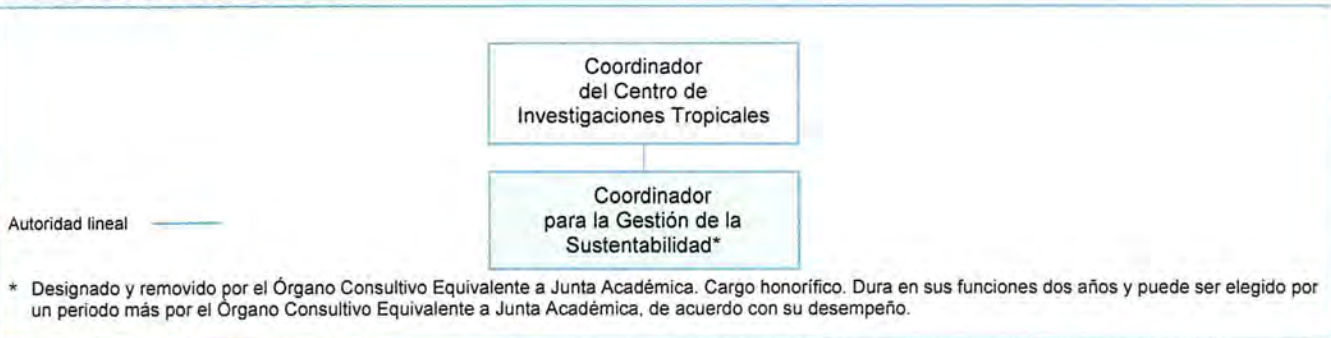 Coordinador
del Centro de
Investigaciones Tropicales
Coordinador
para la Gestión de la
Sustentabilidad*
Autoridad lineal
* Designado y removido por el Órgano Consultivo Equivalente a Junta Académica. Cargo honorífico. Dura en sus funciones dos años y puede ser elegido por
un periodo más por el Órgano Consultivo Equivalente a Junta Académica, de acuerdo con su desempeño.